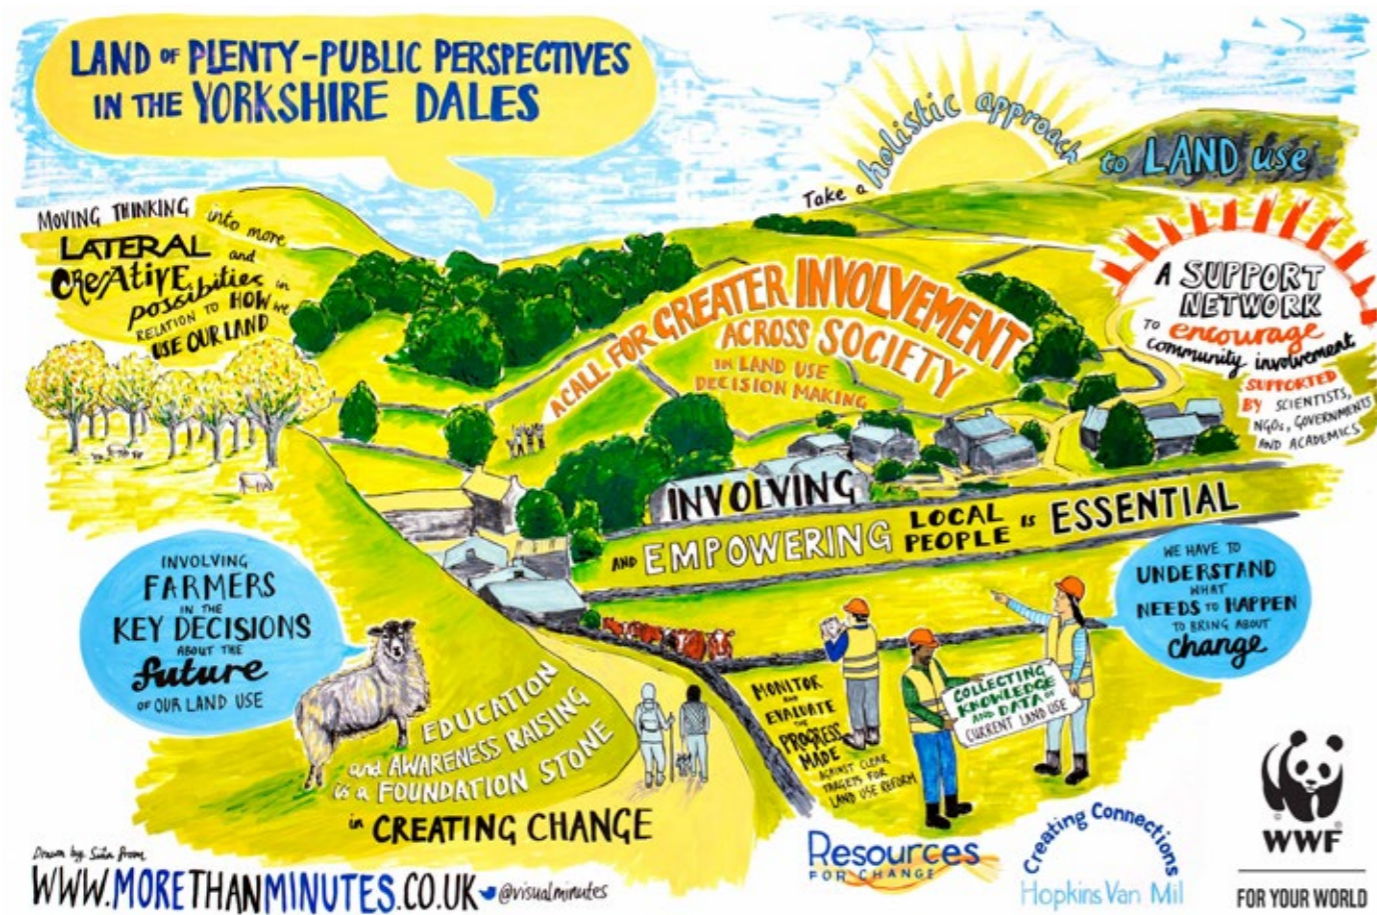 LAND OF PLENTY-PUBLIC PERSPECTIVES
IN THE YORKSHIRE DALES
Take a holistic approach to LAND use
MOVING THINKING into more
LATERAL and
CREATIVE
possibities in
RELATION TO HOW we
USE OUR LAND
A CALL FOR GREATER INVOLVEMENT
ACROSS SOCIETY
IN LAND USE
DECISION MAKING
A SUPPORT
NETWORK
TO encourage
community involvement
SUPPORTED
BY SCIENTISTS,
NGOs, GOVERNMENTS
AND ACADEMICS
INVOLVING
AND EMPOWERING LOCAL PEOPLE is ESSENTIAL
INVOLVING
FARMERS
IN THE
KEY DECISIONS
ABOUT THE
future
OF OUR LAND USE
WE HAVE TO
UNDERSTAND
WHAT
NEEDS TO HAPPEN
TO BRING ABOUT
change
EDUCATION
and AWARENESS RAISING
is a FOUNDATION STONE
in CREATING CHANGE
MONITOR
AND
EVALUATE
THE
PROGRESS
MADE
AGAINST CLEAR
TARGETS FOR
LAND USE REFORM
COLLECTING
KNOWLEDGE
AND DATA OF
CURRENT LAND USE
Drawn by Siân from
WWW.MORETHANMINUTES.CO.UK @visualminutes
Resources
FOR CHANGE
Creating Connections
Hopkins Van Mil
WWF
FOR YOUR WORLD